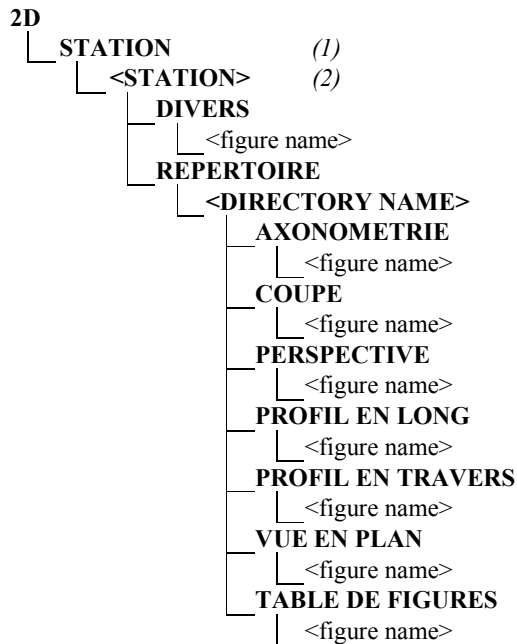 2D
STATION (1)
<STATION> (2)
DIVERS
<figure name>
REPERTOIRE
<DIRECTORY NAME>
AXONOMETRIE
<figure name>
COUPE
<figure name>
PERSPECTIVE
<figure name>
PROFIL EN LONG
<figure name>
PROFIL EN TRAVERS
<figure name>
VUE EN PLAN
<figure name>
TABLE DE FIGURES
<figure name>